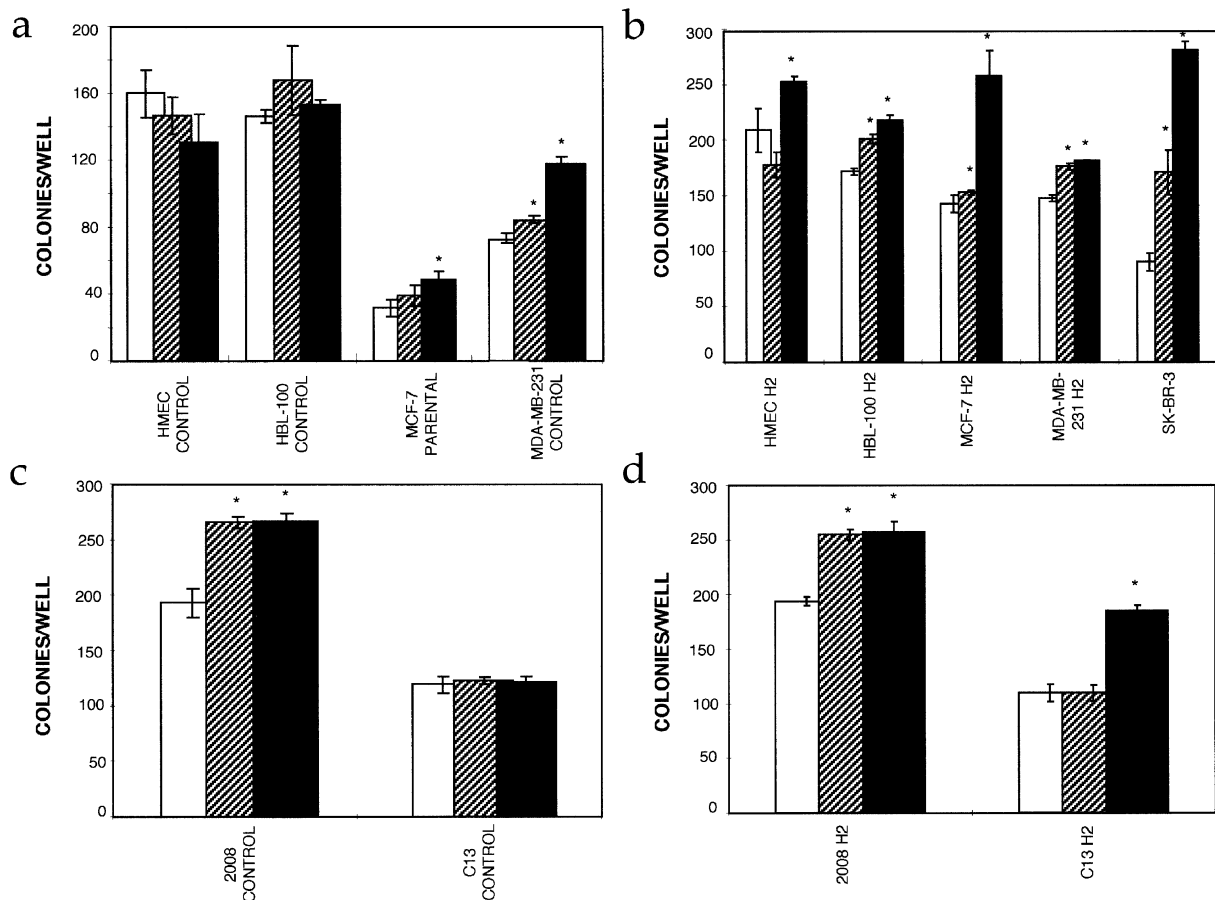 a
COLONIES/WELL
200
160
120
80
40
0
*
*
*
HMEC
CONTROL
HBL-100
CONTROL
MCF-7
PARENTAL
MDA-MB-231
CONTROL
b
COLONIES/WELL
300
250
200
150
100
50
0
*
*
*
*
*
*
*
*
*
HMEC H2
HBL-100 H2
MCF-7 H2
MDA-MB-
231 H2
SK-BR-3
c
COLONIES/WELL
300
250
200
150
100
50
0
*
*
2008
CONTROL
C13
CONTROL
d
COLONIES/WELL
300
250
200
150
100
50
0
*
*
*
2008 H2
C13 H2